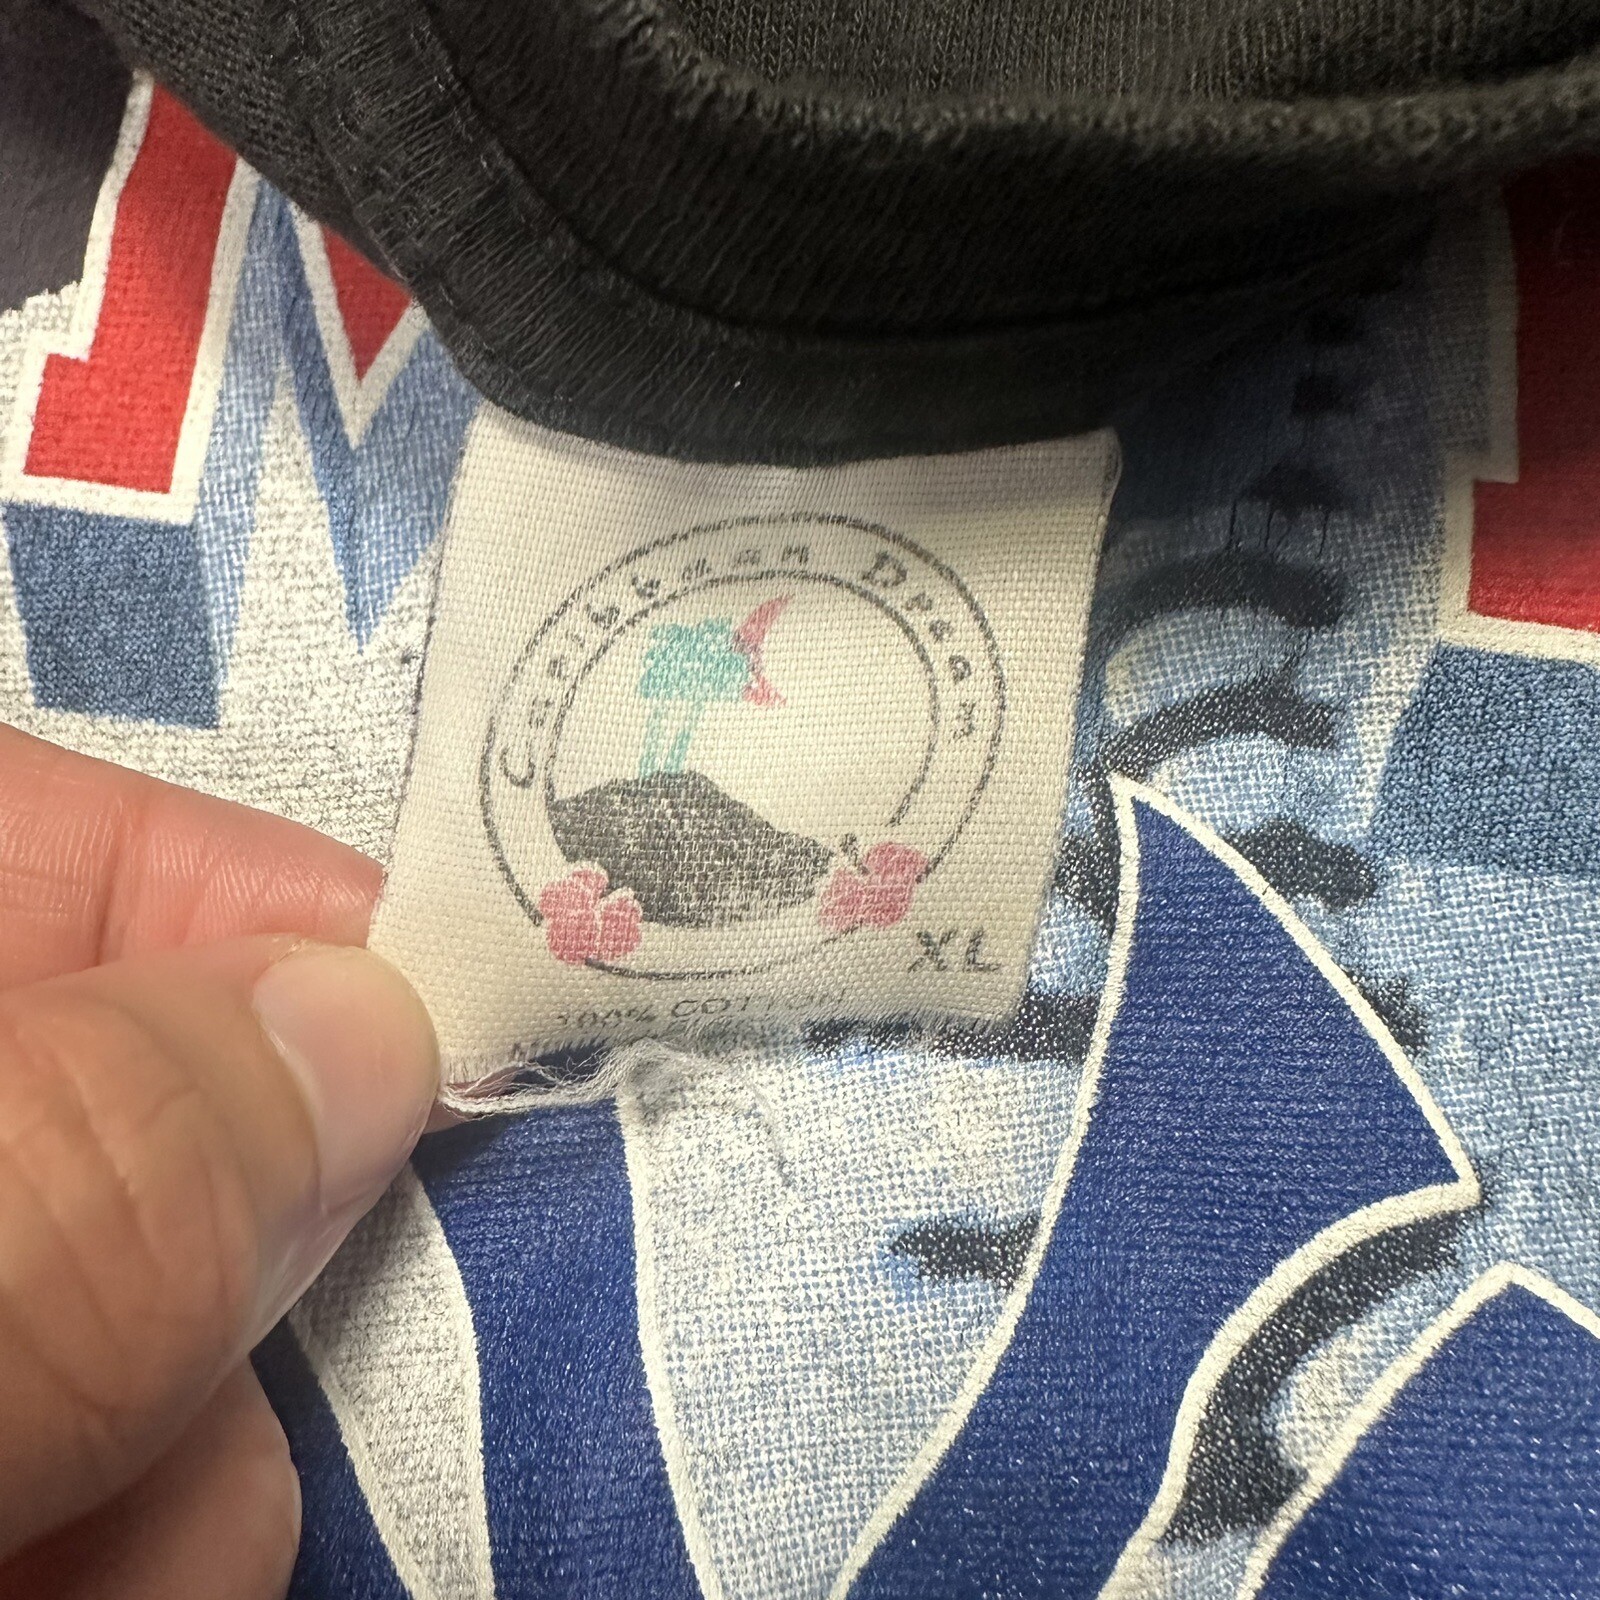 Caribbean Dream
XL
100% COTTON